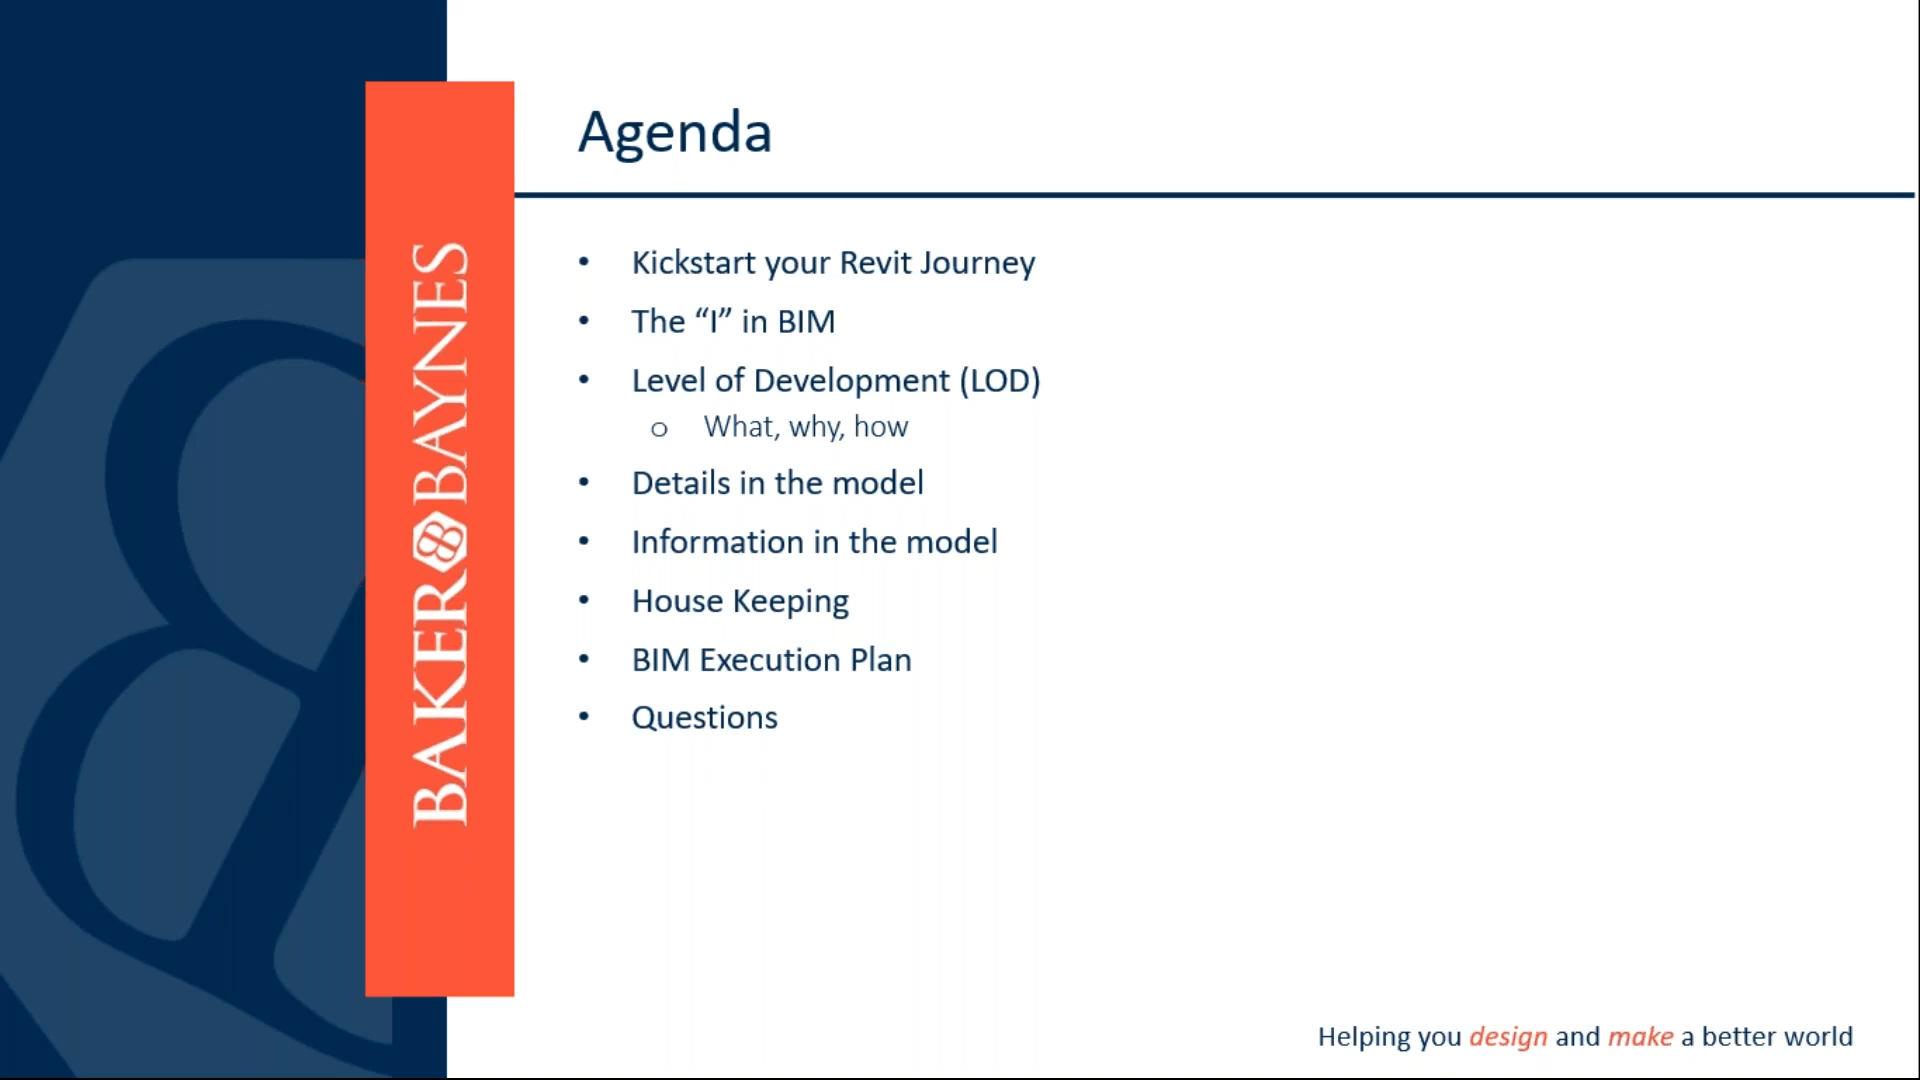 Agenda
• Kickstart your Revit Journey
• The “I” in BIM
• Level of Development (LOD)
o What, why, how
• Details in the model
• Information in the model
• House Keeping
• BIM Execution Plan
• Questions
BAKER BAYNES
Helping you design and make a better world